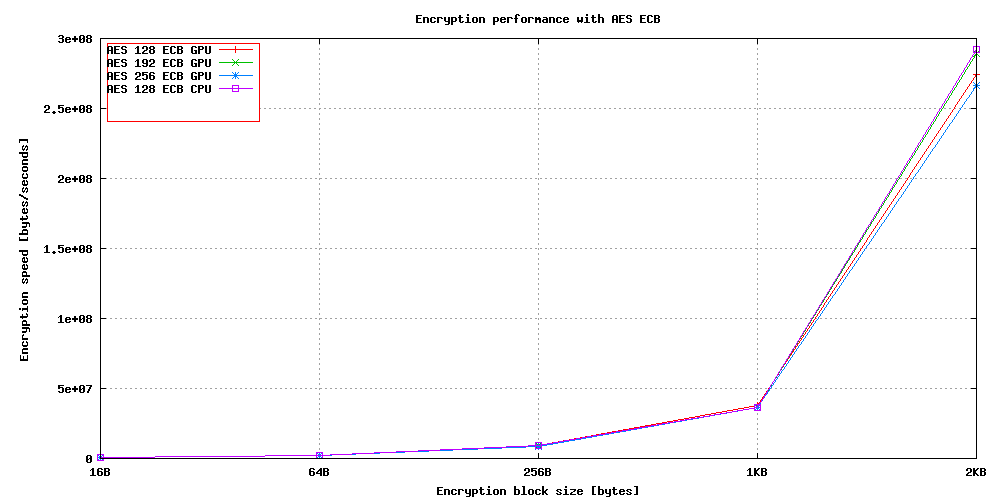 Encryption performance with AES ECB
3e+08
AES 128 ECB GPU
AES 192 ECB GPU
AES 256 ECB GPU
AES 128 ECB CPU
2.5e+08
2e+08
1.5e+08
1e+08
5e+07
0
Encryption speed [bytes/seconds]
16B 64B 256B 1KB 2KB
Encryption block size [bytes]